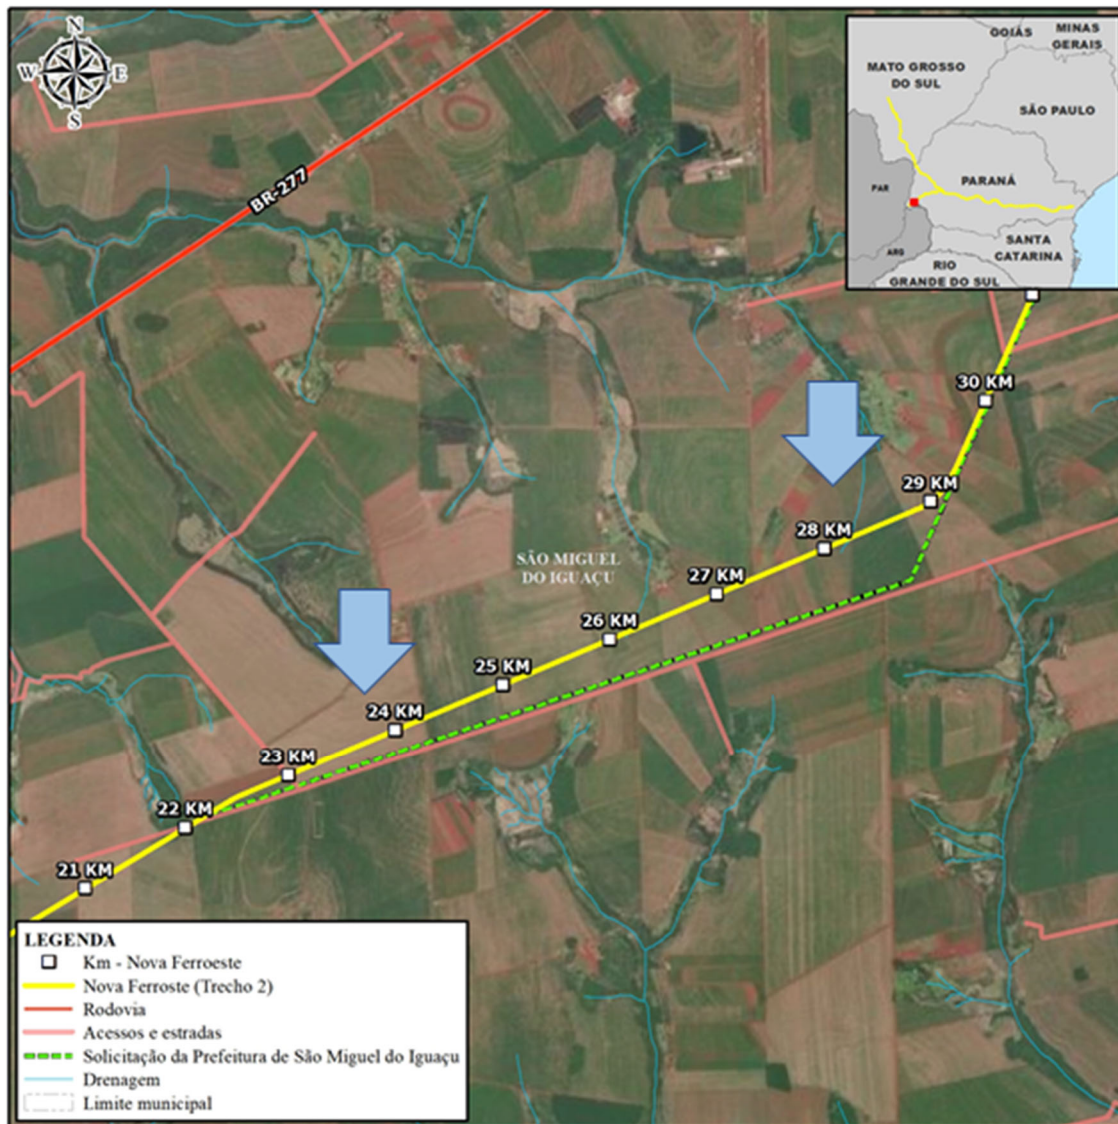 N
W E
S
BR-277
GOIÁS
MINAS
GERAIS
MATO GROSSO
DO SUL
SÃO PAULO
PAR
PARANÁ
ARG
SANTA
CATARINA
RIO
GRANDE DO SUL
30 KM
29 KM
28 KM
SÃO MIGUEL
DO IGUAÇU
27 KM
26 KM
25 KM
24 KM
23 KM
22 KM
21 KM
LEGENDA
Km - Nova Ferroeste
Nova Ferroste (Trecho 2)
Rodovia
Acessos e estradas
Solicitação da Prefeitura de São Miguel do Iguaçu
Drenagem
Limite municipal